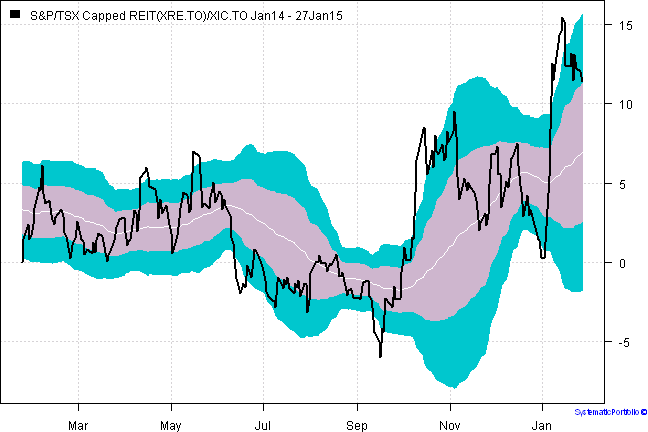 S&P/TSX Capped REIT(XRE.TO)/XIC.TO Jan14 - 27Jan15
15
10
5
0
-5
Mar May Jul Sep Nov Jan
SystematicPortfolio ©